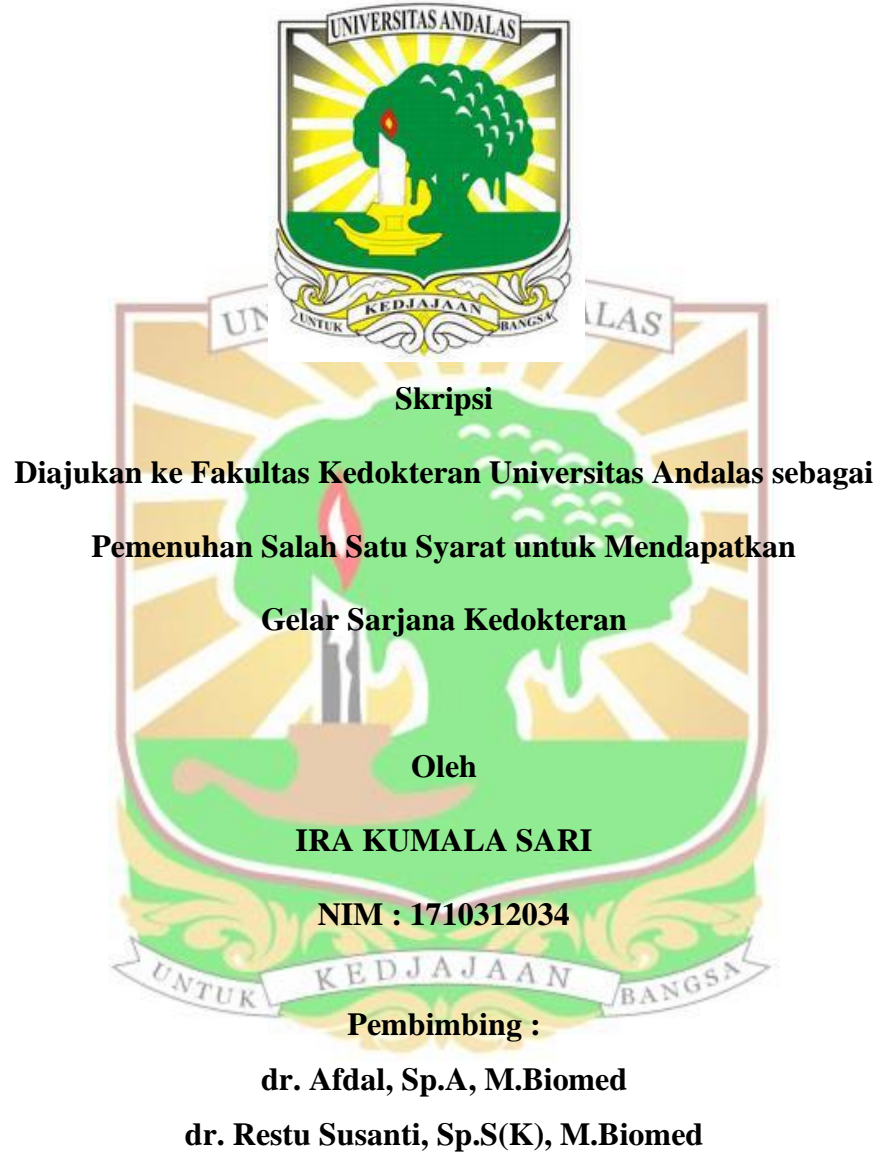 UNIVERSITAS ANDALAS
UNTUK KEDJAJAAN BANGSA
UN LAS
Skripsi
Diajukan ke Fakultas Kedokteran Universitas Andalas sebagai
Pemenuhan Salah Satu Syarat untuk Mendapatkan
Gelar Sarjana Kedokteran
Oleh
IRA KUMALA SARI
NIM : 1710312034
UNTUK KEDJAJAAN BANGSA
Pembimbing :
dr. Afdal, Sp.A, M.Biomed
dr. Restu Susanti, Sp.S(K), M.Biomed